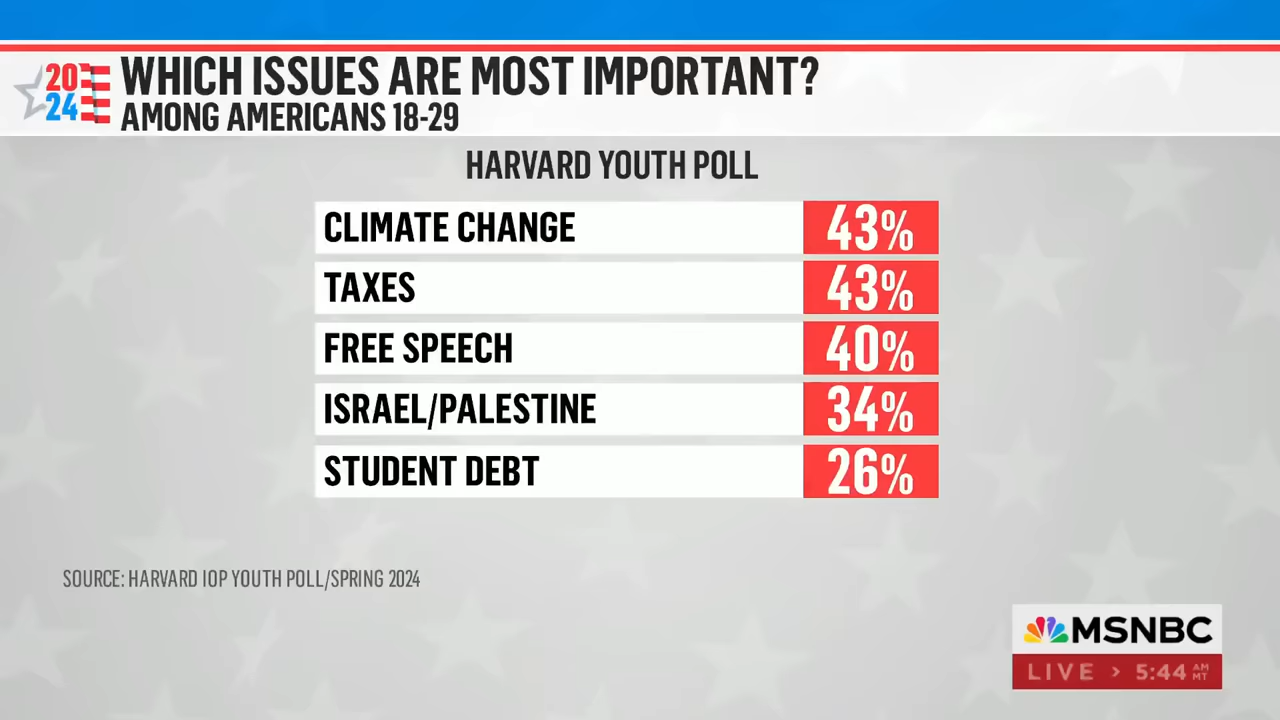 2024
WHICH ISSUES ARE MOST IMPORTANT?
AMONG AMERICANS 18-29
HARVARD YOUTH POLL
CLIMATE CHANGE 43%
TAXES 43%
FREE SPEECH 40%
ISRAEL/PALESTINE 34%
STUDENT DEBT 26%
SOURCE: HARVARD IOP YOUTH POLL/SPRING 2024
MSNBC
LIVE > 5:44 AM MT